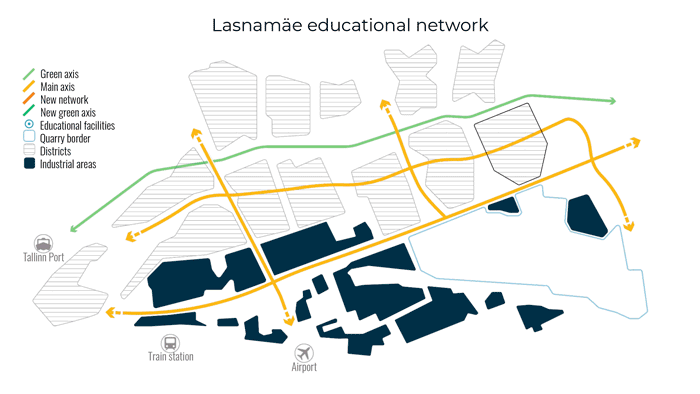 Lasnamäe educational network
Green axis
Main axis
New network
New green axis
Educational facilities
Quarry border
Districts
Industrial areas
Tallinn Port
Train station
Airport